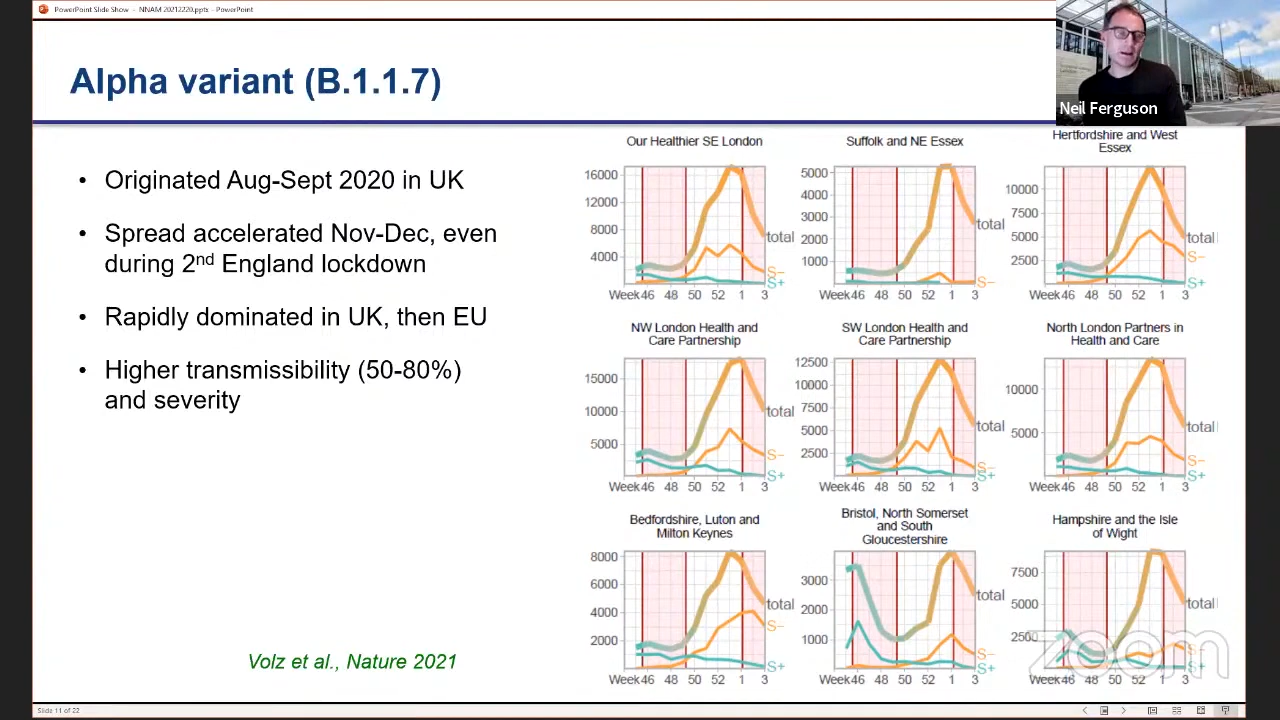 PowerPoint Slide Show - NNAM 20212220.pptx - PowerPoint
Neil Ferguson
Alpha variant (B.1.1.7)
• Originated Aug-Sept 2020 in UK
• Spread accelerated Nov-Dec, even
during 2nd England lockdown
• Rapidly dominated in UK, then EU
• Higher transmissibility (50-80%)
and severity
Volz et al., Nature 2021
Our Healthier SE London
16000
12000
8000
4000
total
S−
S+
Week46 48 50 52 1 3
Suffolk and NE Essex
5000
4000
3000
2000
1000
total
S−
Week46 48 50 52 1 3
Hertfordshire and West
Essex
10000
7500
5000
2500
total
S−
S+
Week46 48 50 52 1 3
NW London Health and
Care Partnership
15000
10000
5000
total
S−
S+
Week46 48 50 52 1 3
SW London Health and
Care Partnership
12500
10000
7500
5000
2500
total
S−
S+
Week46 48 50 52 1 3
North London Partners in
Health and Care
10000
5000
total
S−
S+
Week46 48 50 52 1 3
Bedfordshire, Luton and
Milton Keynes
8000
6000
4000
2000
total
S−
S+
Week46 48 50 52 1 3
Bristol, North Somerset
and South
Gloucestershire
3000
2000
1000
total
S−
S+
Week46 48 50 52 1 3
Hampshire and the Isle
of Wight
7500
5000
2500
total
S−
S+
Week46 48 50 52 1 3
zoom
Slide 11 of 22